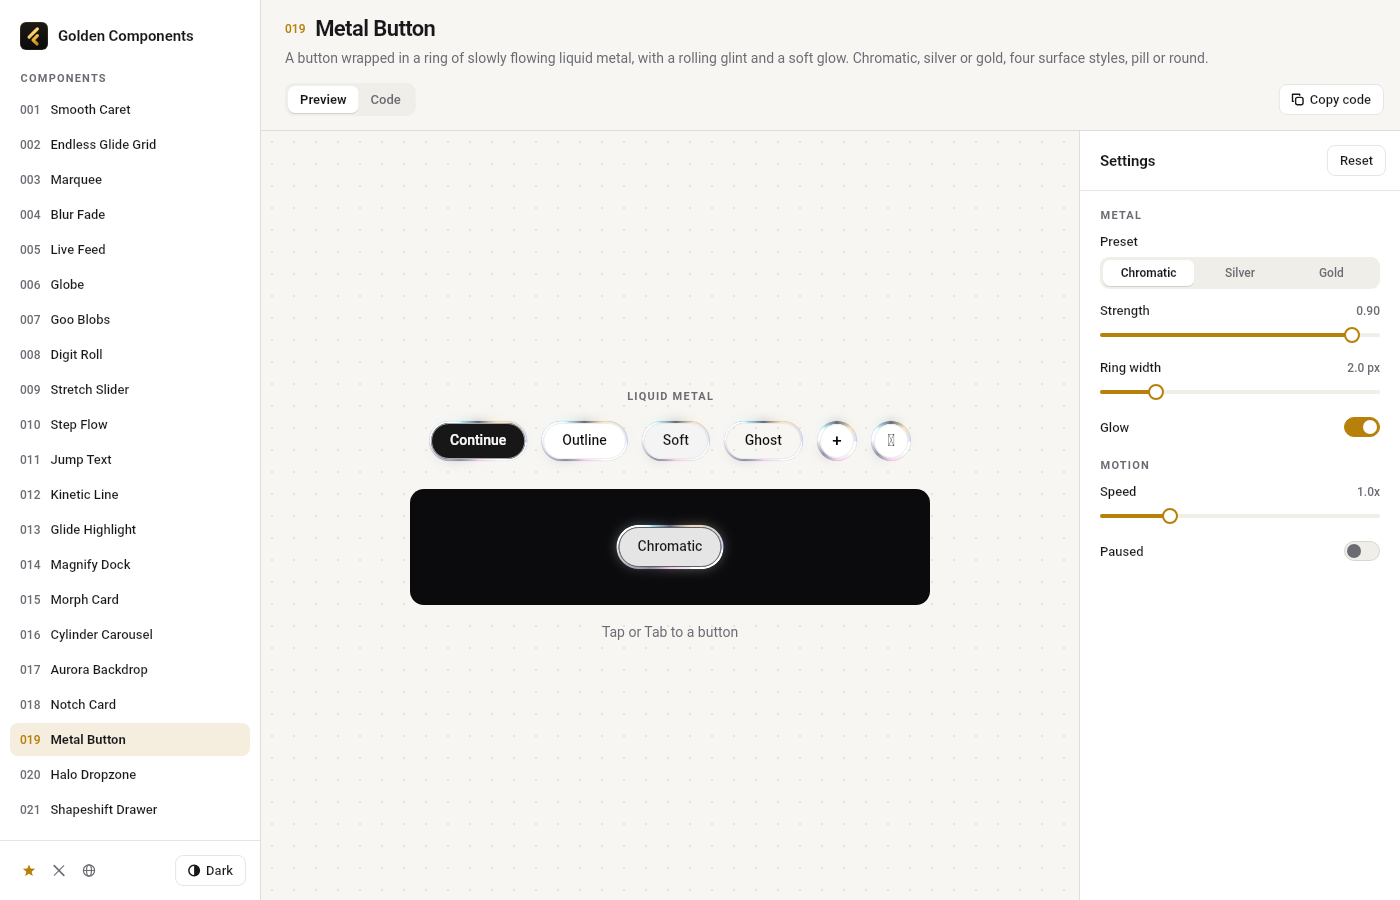 Golden Components
COMPONENTS
001 Smooth Caret
002 Endless Glide Grid
003 Marquee
004 Blur Fade
005 Live Feed
006 Globe
007 Goo Blobs
008 Digit Roll
009 Stretch Slider
010 Step Flow
011 Jump Text
012 Kinetic Line
013 Glide Highlight
014 Magnify Dock
015 Morph Card
016 Cylinder Carousel
017 Aurora Backdrop
018 Notch Card
019 Metal Button
020 Halo Dropzone
021 Shapeshift Drawer
Dark
019 Metal Button
A button wrapped in a ring of slowly flowing liquid metal, with a rolling glint and a soft glow. Chromatic, silver or gold, four surface styles, pill or round.
Preview Code
Copy code
LIQUID METAL
Continue Outline Soft Ghost +
Chromatic
Tap or Tab to a button
Settings
Reset
METAL
Preset
Chromatic Silver Gold
Strength 0.90
Ring width 2.0 px
Glow
MOTION
Speed 1.0x
Paused